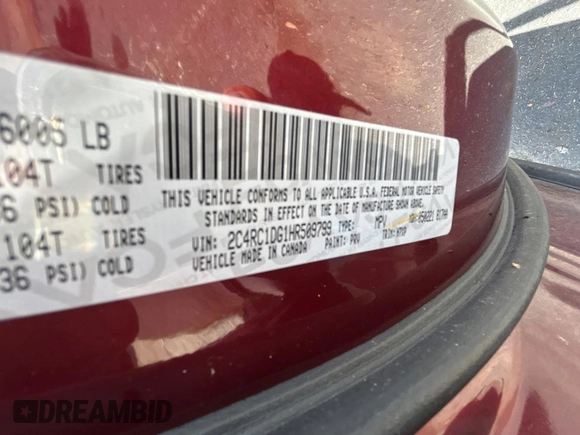 6005 LB
104T TIRES
6 PSI) COLD
104T TIRES
36 PSI) COLD
THIS VEHICLE CONFORMS TO ALL APPLICABLE U.S.A. FEDERAL MOTOR VEHICLE SAFETY
STANDARDS IN EFFECT ON THE DATE OF MANUFACTURE SHOWN ABOVE.
VIN: 2C4RC1DG1HR509799 TYPE: MPV
VEHICLE MADE IN CANADA PAINT: PRV TRIM:
DREAMBID